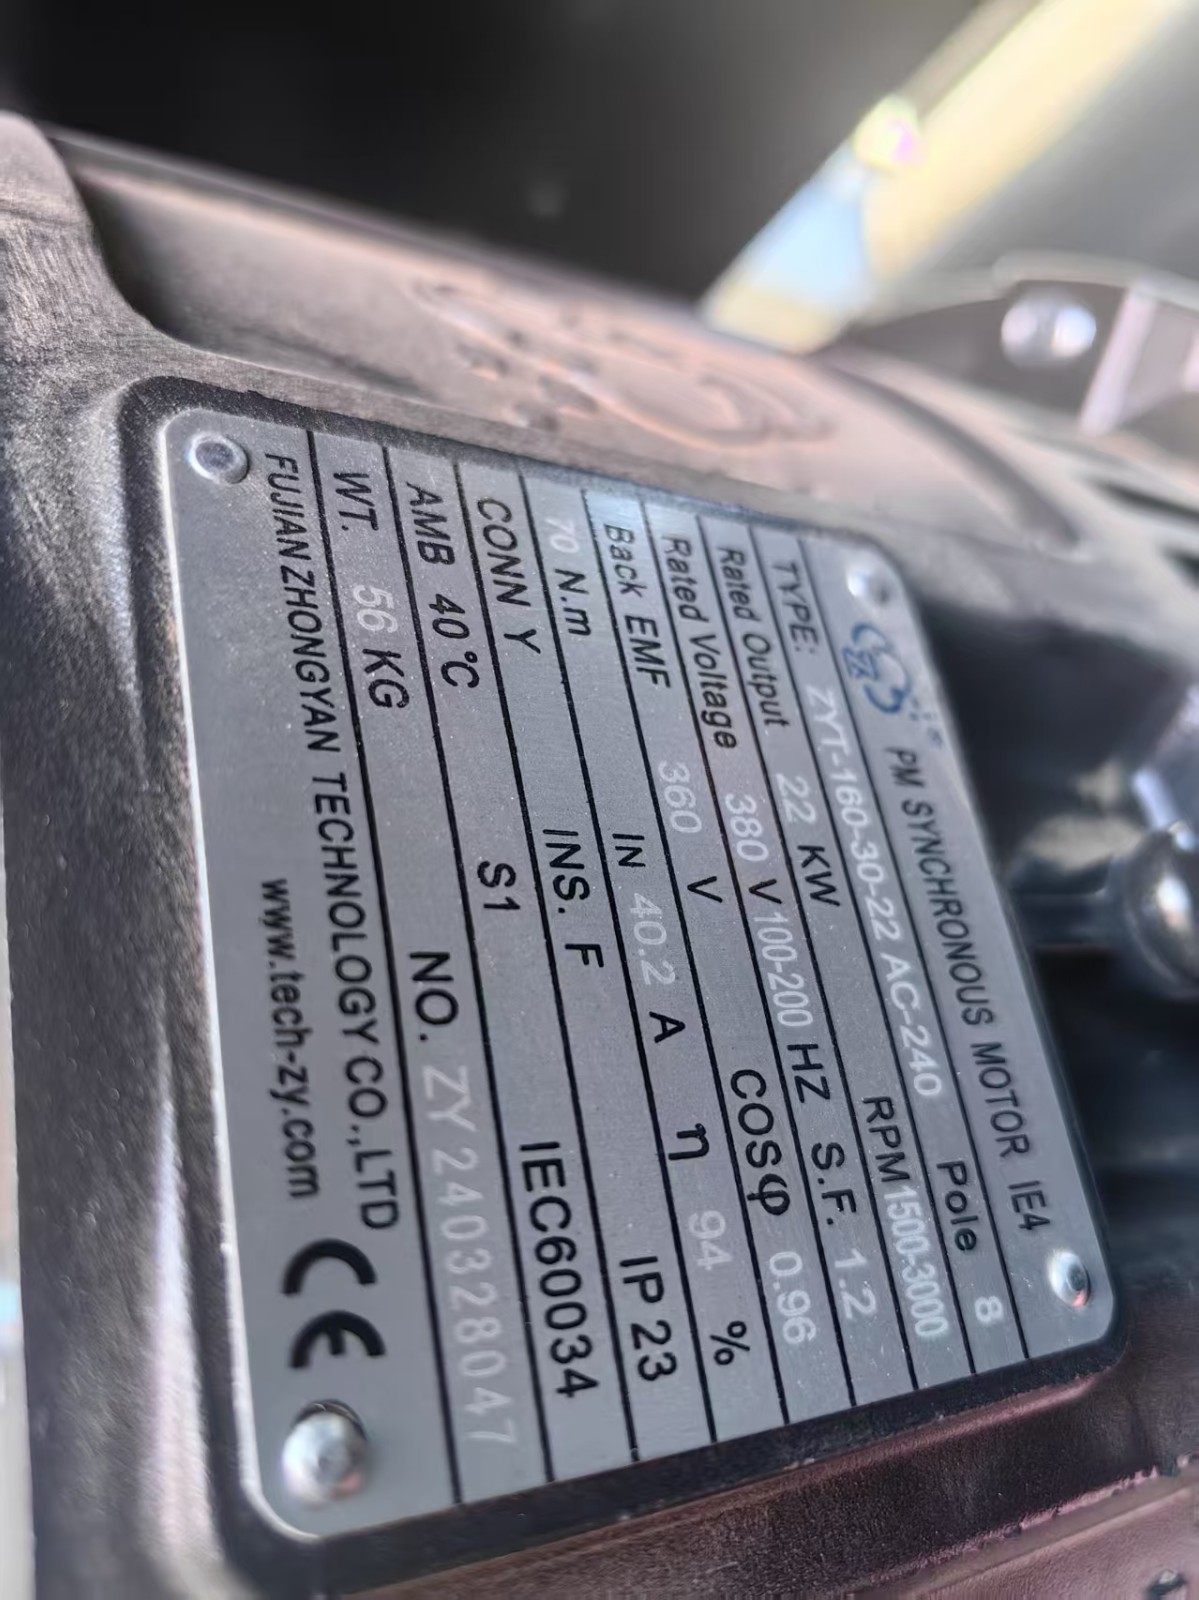 PM SYNCHRONOUS MOTOR IE4
TYPE: ZYT-160-30-22 AC-240 Pole 8
Rated Output 22 KW RPM 1500-3000
Rated Voltage 380 V 100-200 HZ S.F. 1.2
Back EMF 360 V COSφ 0.96
70 N.m IN 40.2 A η 94 %
CONN Y INS. F IP 23
AMB 40°C S1 IEC60034
WT. 56 KG NO. ZY240328047
FUJIAN ZHONGYAN TECHNOLOGY CO.,LTD
www.tech-zy.com CE